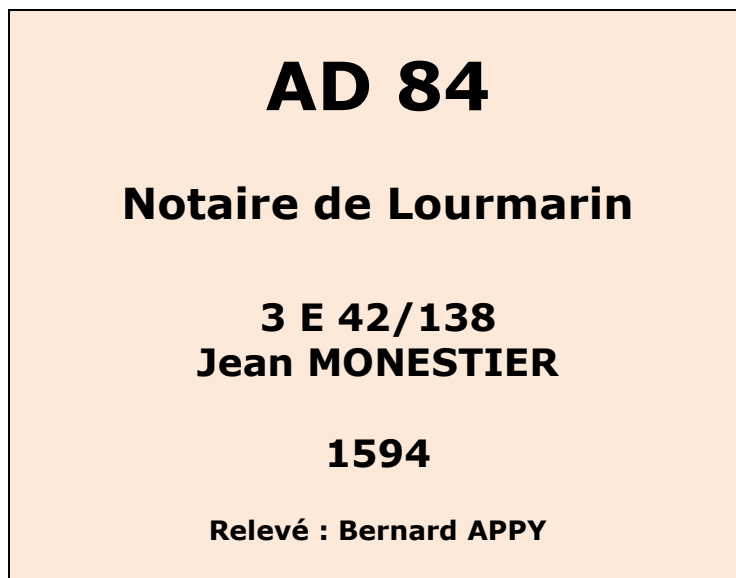 AD 84
Notaire de Lourmarin
3 E 42/138
Jean MONESTIER
1594
Relevé : Bernard APPY